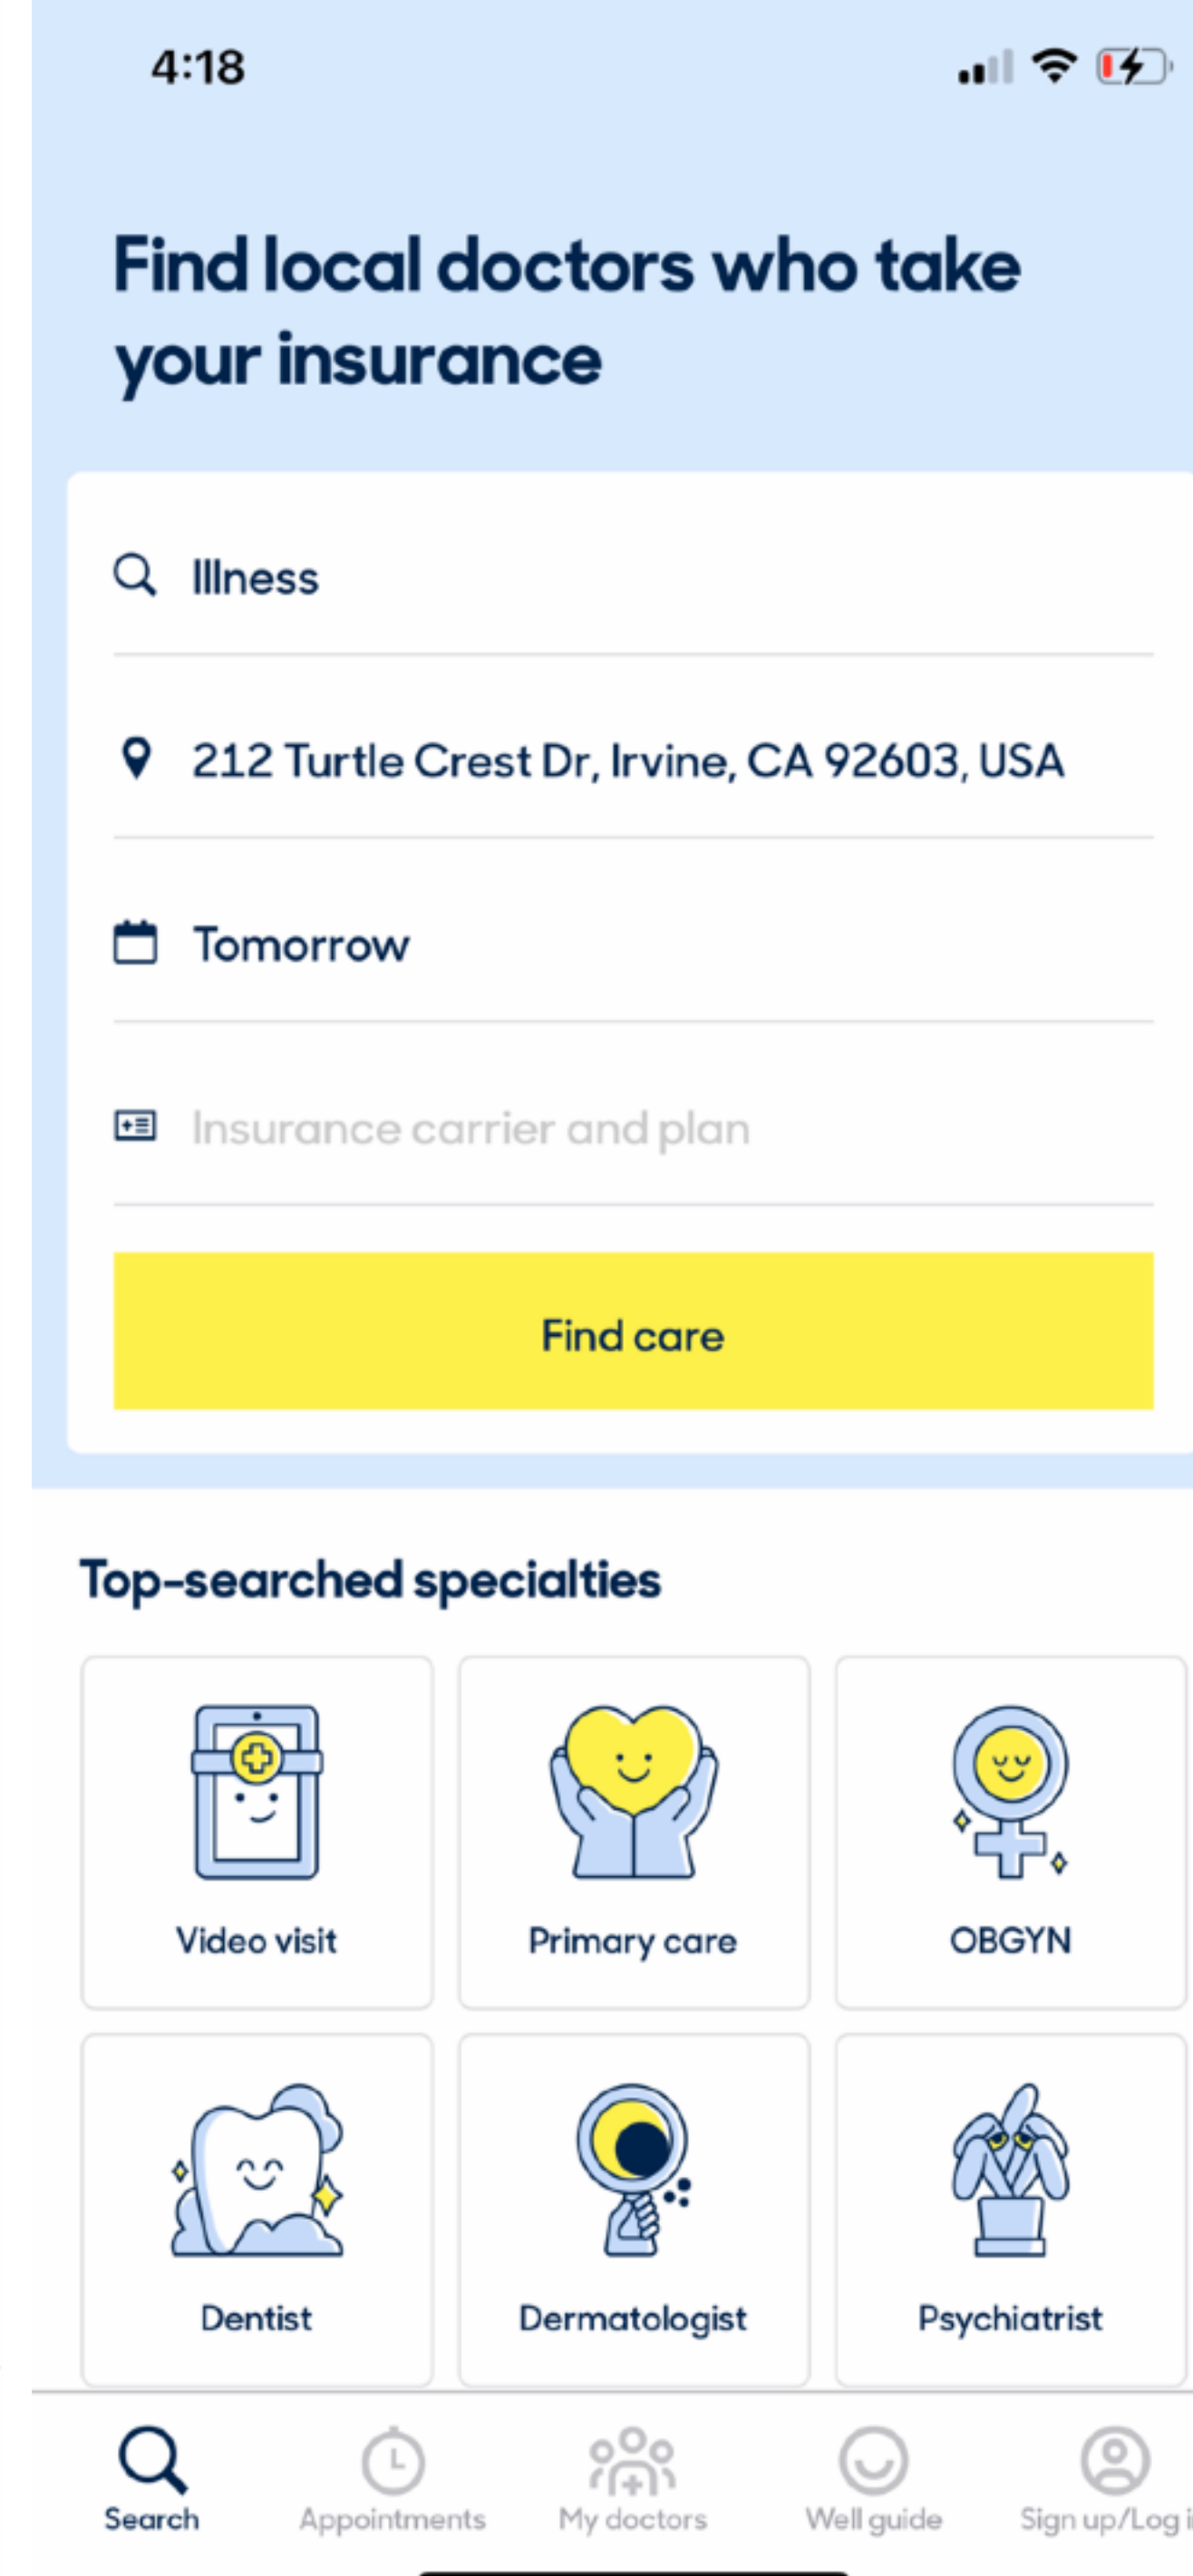 4:18
Find local doctors who take
your insurance
Illness
212 Turtle Crest Dr, Irvine, CA 92603, USA
Tomorrow
Insurance carrier and plan
Find care
Top-searched specialties
Video visit
Primary care
OBGYN
Dentist
Dermatologist
Psychiatrist
Search
Appointments
My doctors
Well guide
Sign up/Log i